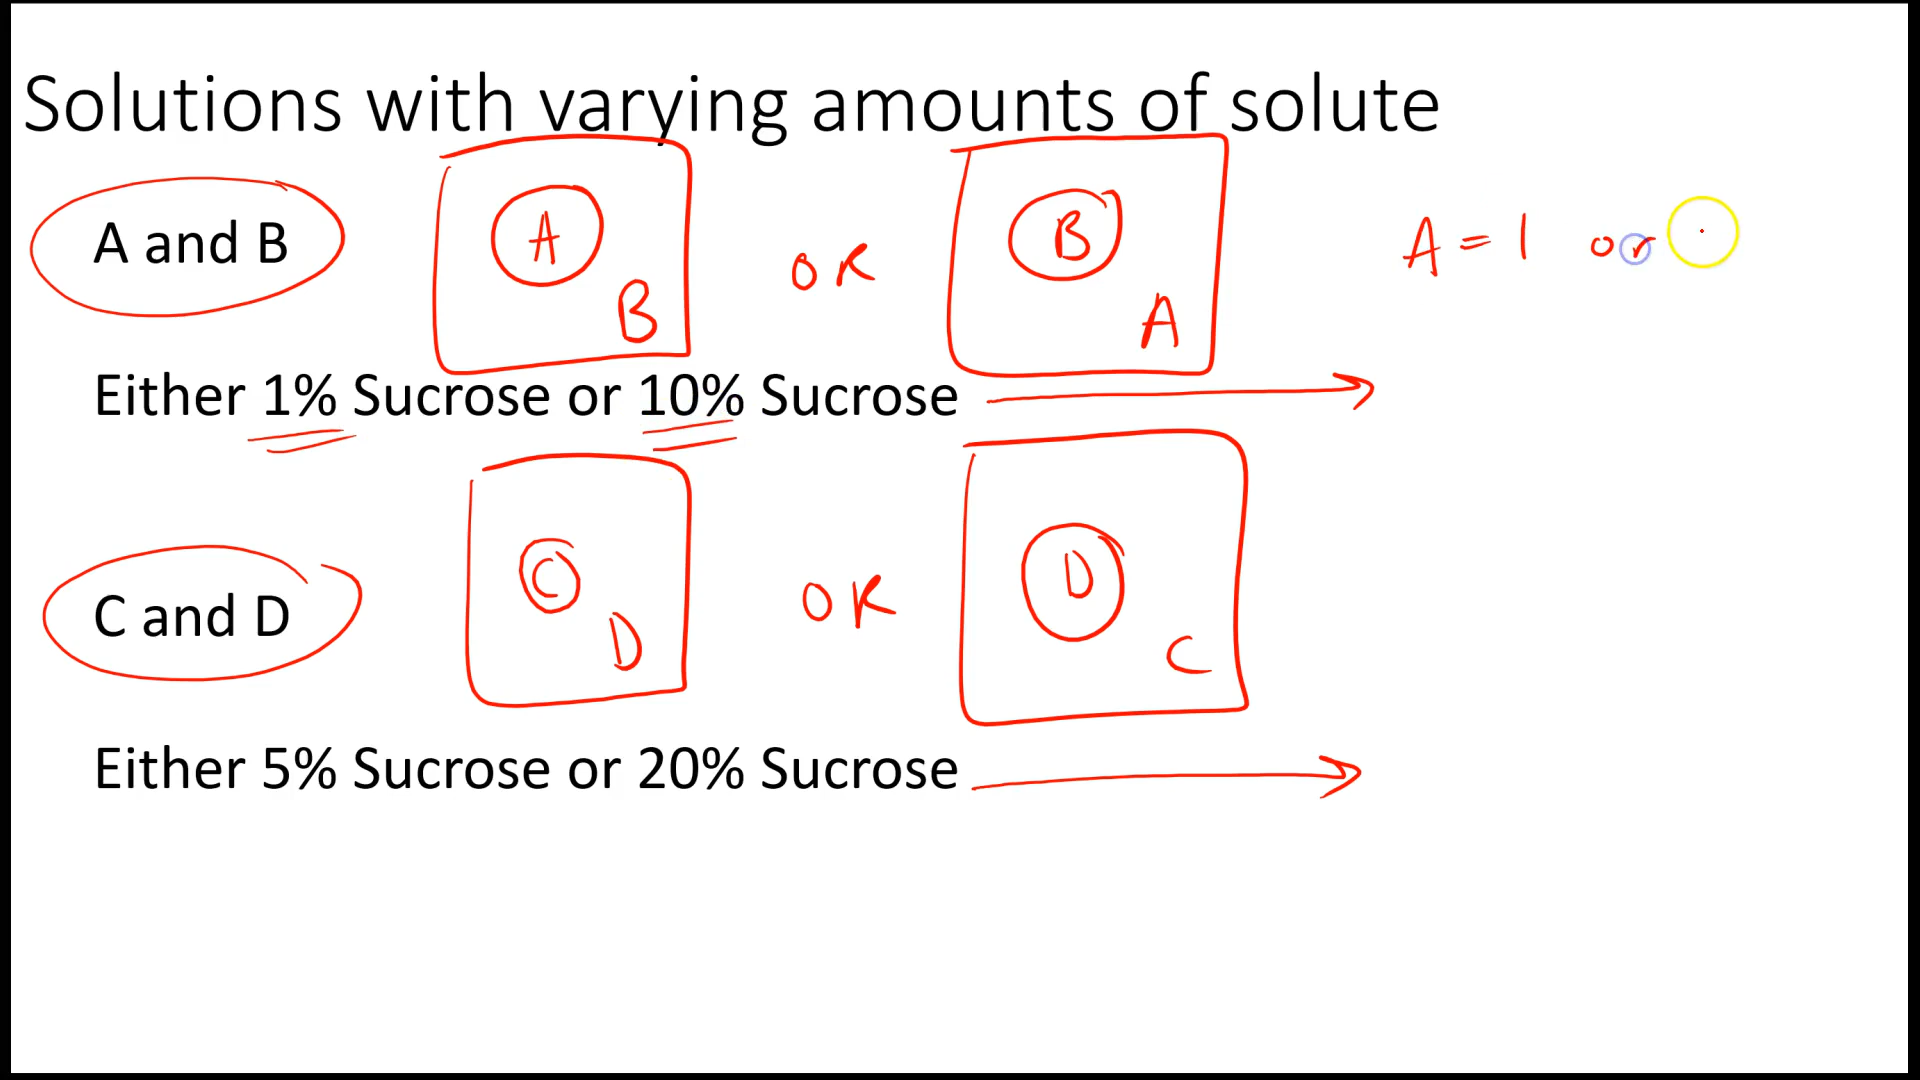 Solutions with varying amounts of solute
A and B
A
B
OR
B
A
A = 1 or
Either 1% Sucrose or 10% Sucrose
C and D
C
D
OR
D
C
Either 5% Sucrose or 20% Sucrose